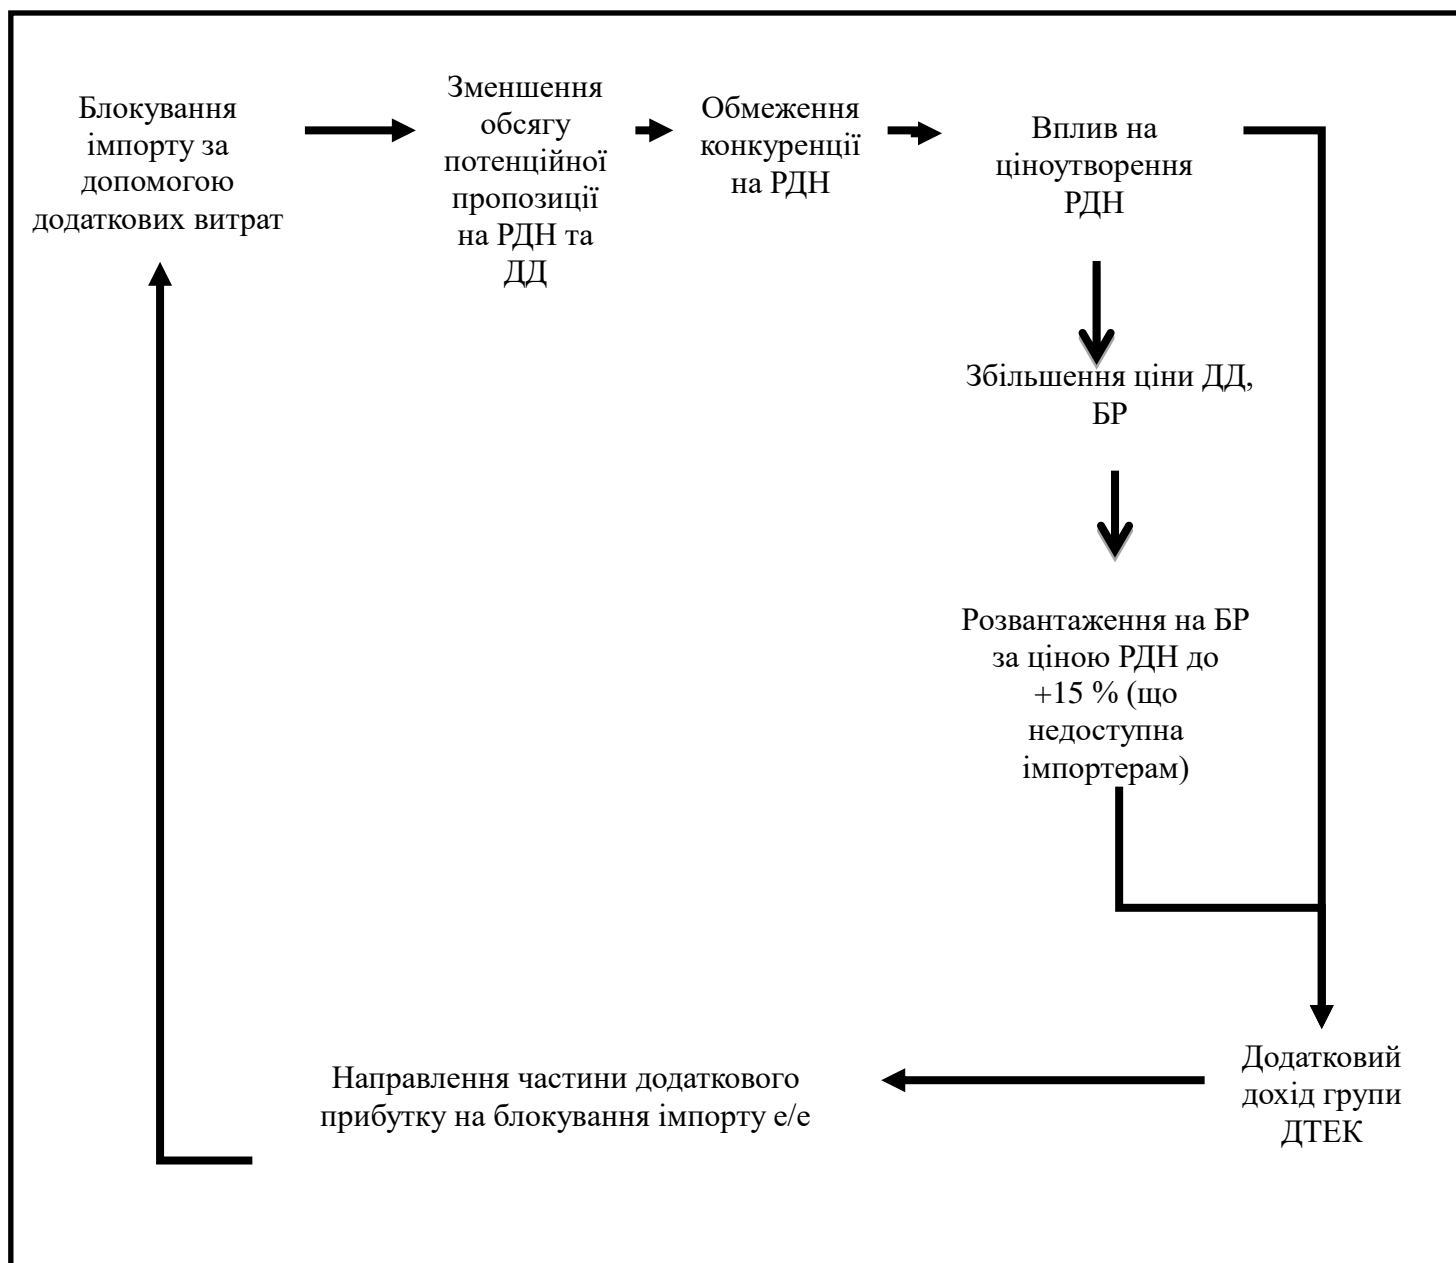 Блокування
імпорту за
допомогою
додаткових витрат
Зменшення
обсягу
потенційної
пропозиції
на РДН та
ДД
Обмеження
конкуренції
на РДН
Вплив на
ціноутворення
РДН
Збільшення ціни ДД,
БР
Розвантаження на БР
за ціною РДН до
+15 % (що
недоступна
імпортерам)
Додатковий
дохід групи
ДТЕК
Направлення частини додаткового
прибутку на блокування імпорту е/е